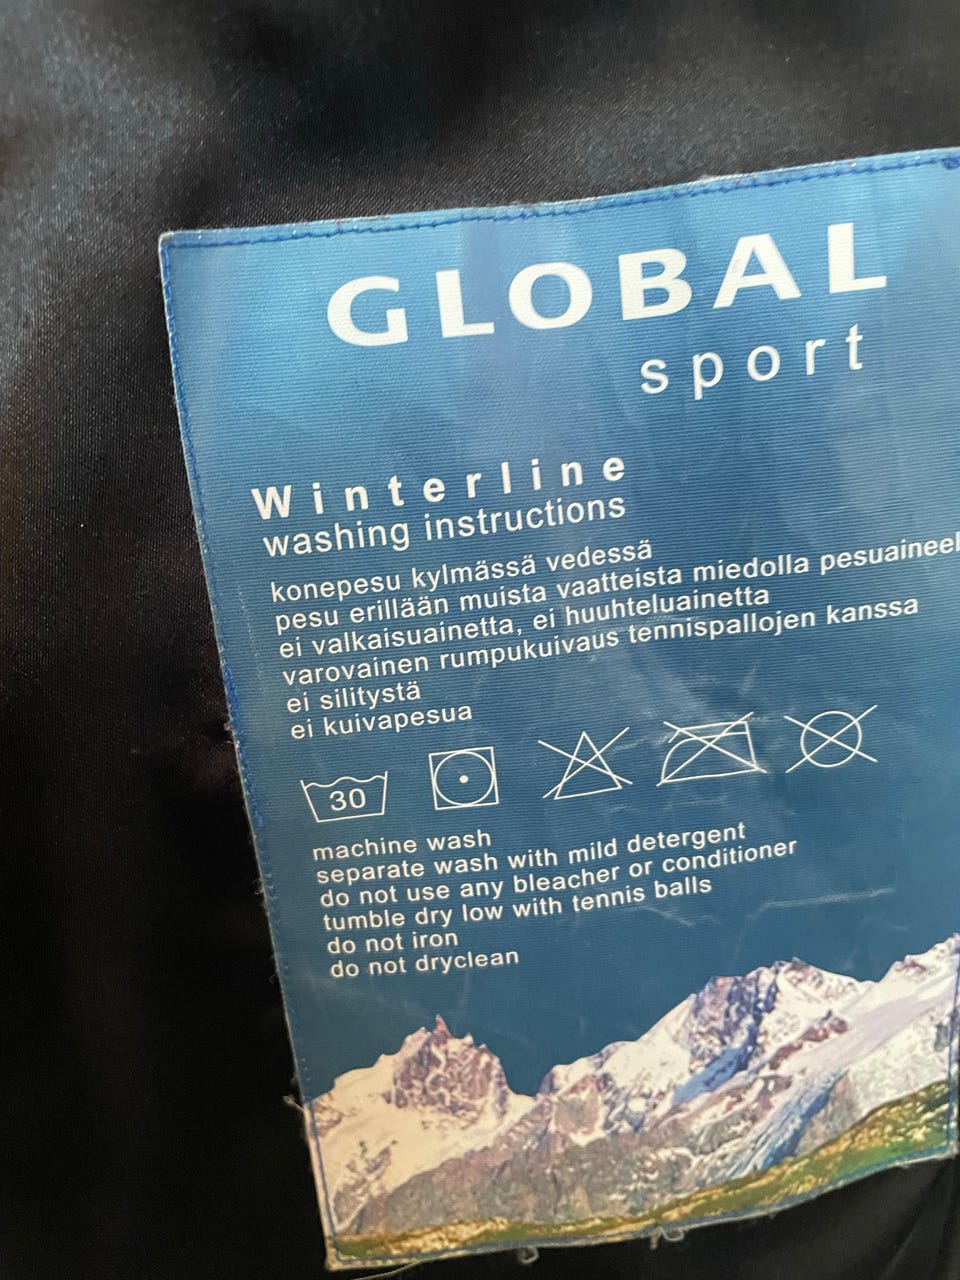 GLOBAL
sport
Winterline
washing instructions
konepesu kylmässä vedessä
pesu erillään muista vaatteista miedolla
ei valkaisuainetta, ei huuhteluainetta
varovainen rumpukuivaus tennispallojen kanssa
ei silitystä
ei kuivapesua
30
machine wash
separate wash with mild detergent
do not use any bleacher or conditioner
tumble dry low with tennis balls
do not iron
do not dryclean